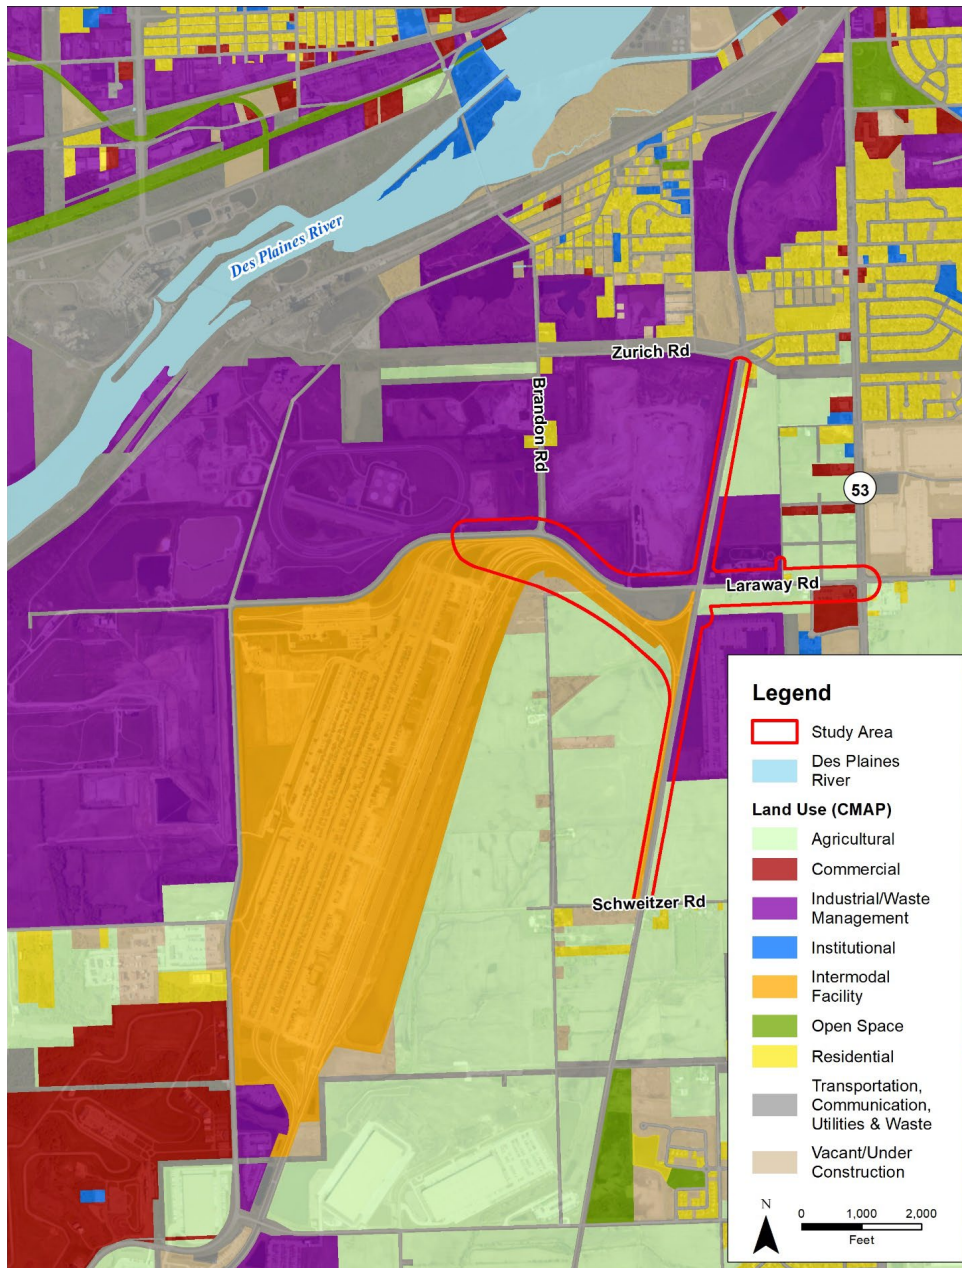 Des Plaines River
Zurich Rd
Brandon Rd
53
Laraway Rd
Schweitzer Rd
Legend
Study Area
Des Plaines
River
Land Use (CMAP)
Agricultural
Commercial
Industrial/Waste
Management
Institutional
Intermodal
Facility
Open Space
Residential
Transportation,
Communication,
Utilities & Waste
Vacant/Under
Construction
N
0 1,000 2,000
Feet